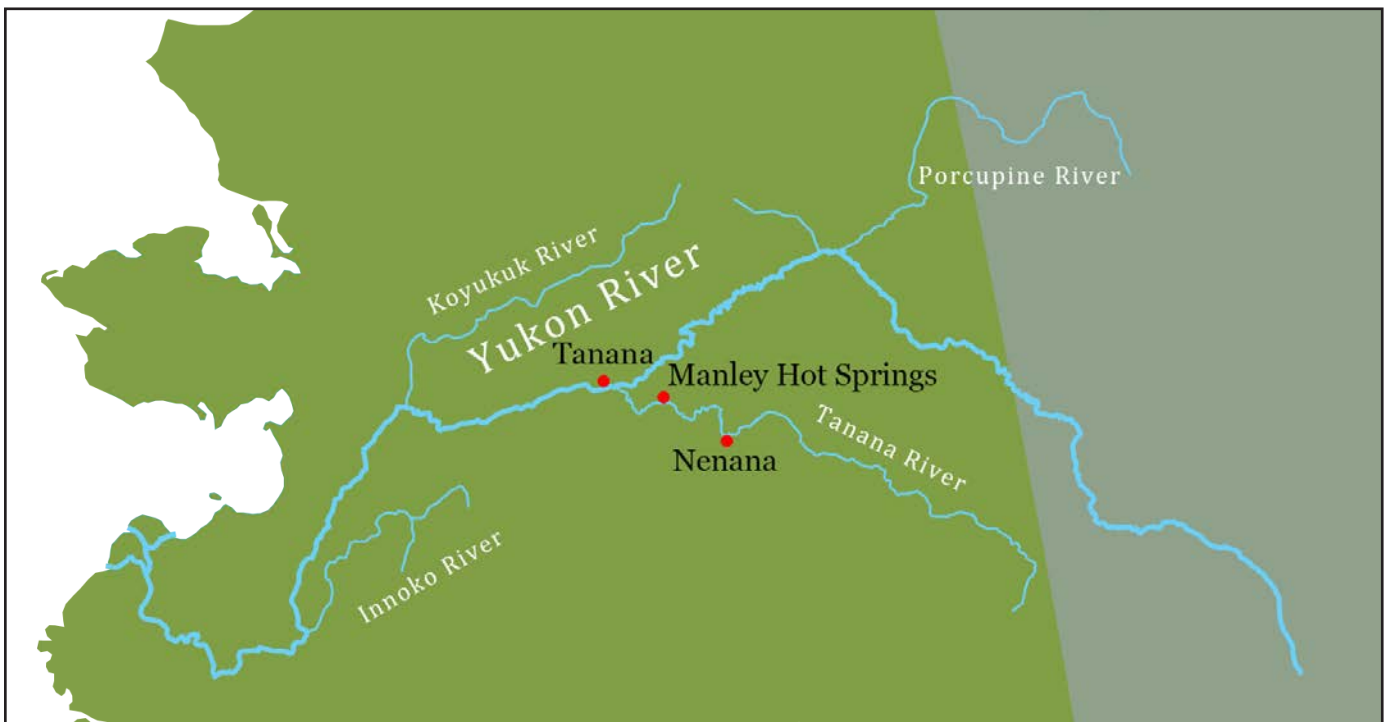 Porcupine River
Koyukuk River
Yukon River
Tanana
Manley Hot Springs
Tanana River
Nenana
Innoko River